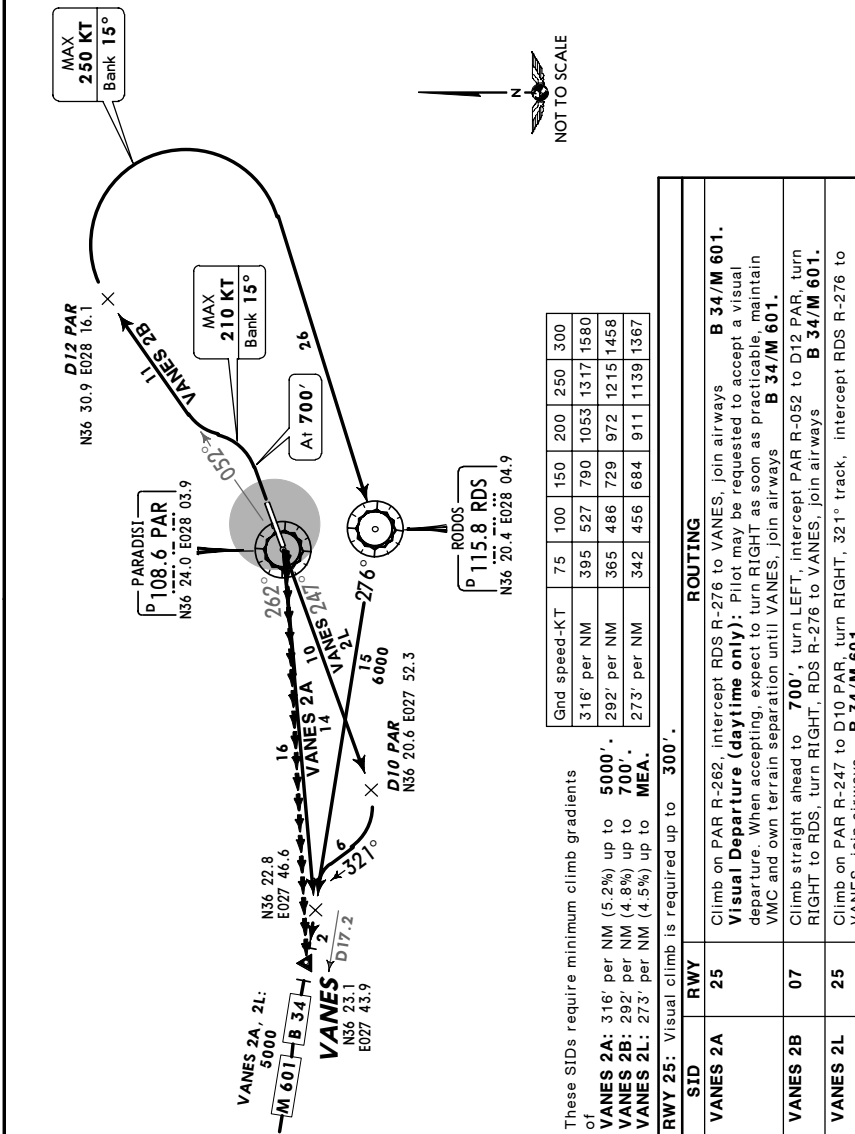 MAX
250 KT
Bank 15°
D12 PAR
N36 30.9 E028 16.1
11
VANES 2B
MAX
210 KT
Bank 15°
At 700'
052°
26
PARADISI
D 108.6 PAR
N36 24.0 E028 03.9
262°
247°
276°
RODOS
D 115.8 RDS
N36 20.4 E028 04.9
N
NOT TO SCALE
16
VANES 2A
14
10
VANES
2L
15
6000
D10 PAR
N36 20.6 E027 52.3
6
321°
N36 22.8
E027 46.6
2
D17.2
VANES
N36 23.1
E027 43.9
VANES 2A, 2L:
5000
M 601
B 34
These SIDs require minimum climb gradients
of
VANES 2A: 316' per NM (5.2%) up to 5000'.
VANES 2B: 292' per NM (4.8%) up to 700'.
VANES 2L: 273' per NM (4.5%) up to MEA.
Gnd speed-KT 75 100 150 200 250 300
316' per NM 395 527 790 1053 1317 1580
292' per NM 365 486 729 972 1215 1458
273' per NM 342 456 684 911 1139 1367
RWY 25: Visual climb is required up to 300'.
SID RWY ROUTING
VANES 2A 25 Climb on PAR R-262, intercept RDS R-276 to VANES, join airways B 34/M 601.
Visual Departure (daytime only): Pilot may be requested to accept a visual
departure. When accepting, expect to turn RIGHT as soon as practicable, maintain
VMC and own terrain separation until VANES, join airways B 34/M 601.
VANES 2B 07 Climb straight ahead to 700', turn LEFT, intercept PAR R-052 to D12 PAR, turn
RIGHT to RDS, turn RIGHT, RDS R-276 to VANES, join airways B 34/M 601.
VANES 2L 25 Climb on PAR R-247 to D10 PAR, turn RIGHT, 321° track, intercept RDS R-276 to
VANES, join airways B 34/M 601.